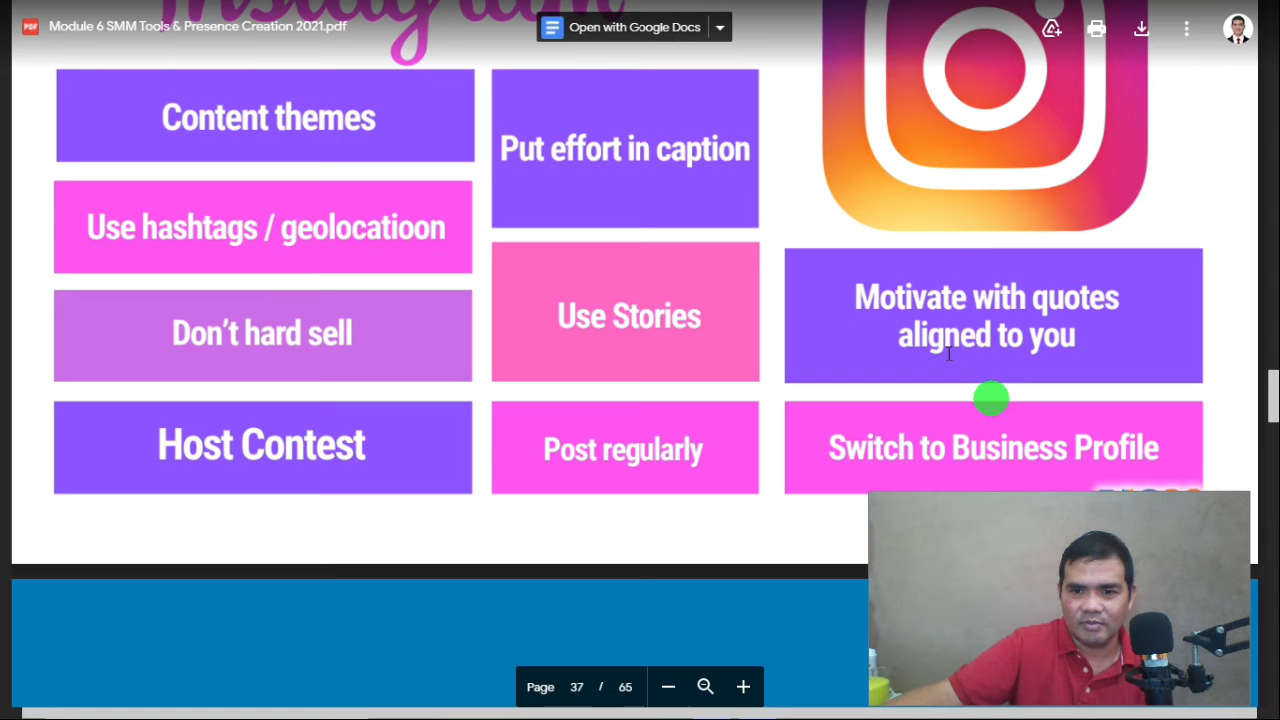 Module 6 SMM Tools & Presence Creation 2021.pdf
Open with Google Docs
Instagram
Content themes
Put effort in caption
Use hashtags / geolocatioon
Use Stories
Don't hard sell
Motivate with quotes
aligned to you
Host Contest
Post regularly
Switch to Business Profile
Page 37 / 65